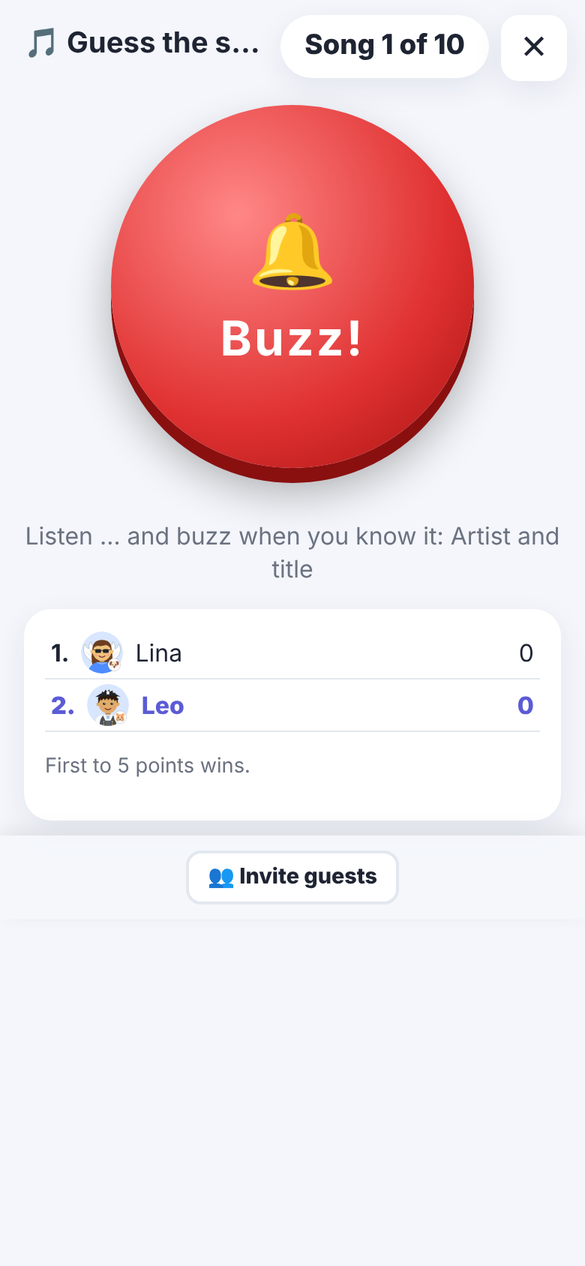 🎵 Guess the s...
Song 1 of 10
✕
Buzz!
Listen ... and buzz when you know it: Artist and
title
1. Lina 0
2. Leo 0
First to 5 points wins.
👥 Invite guests